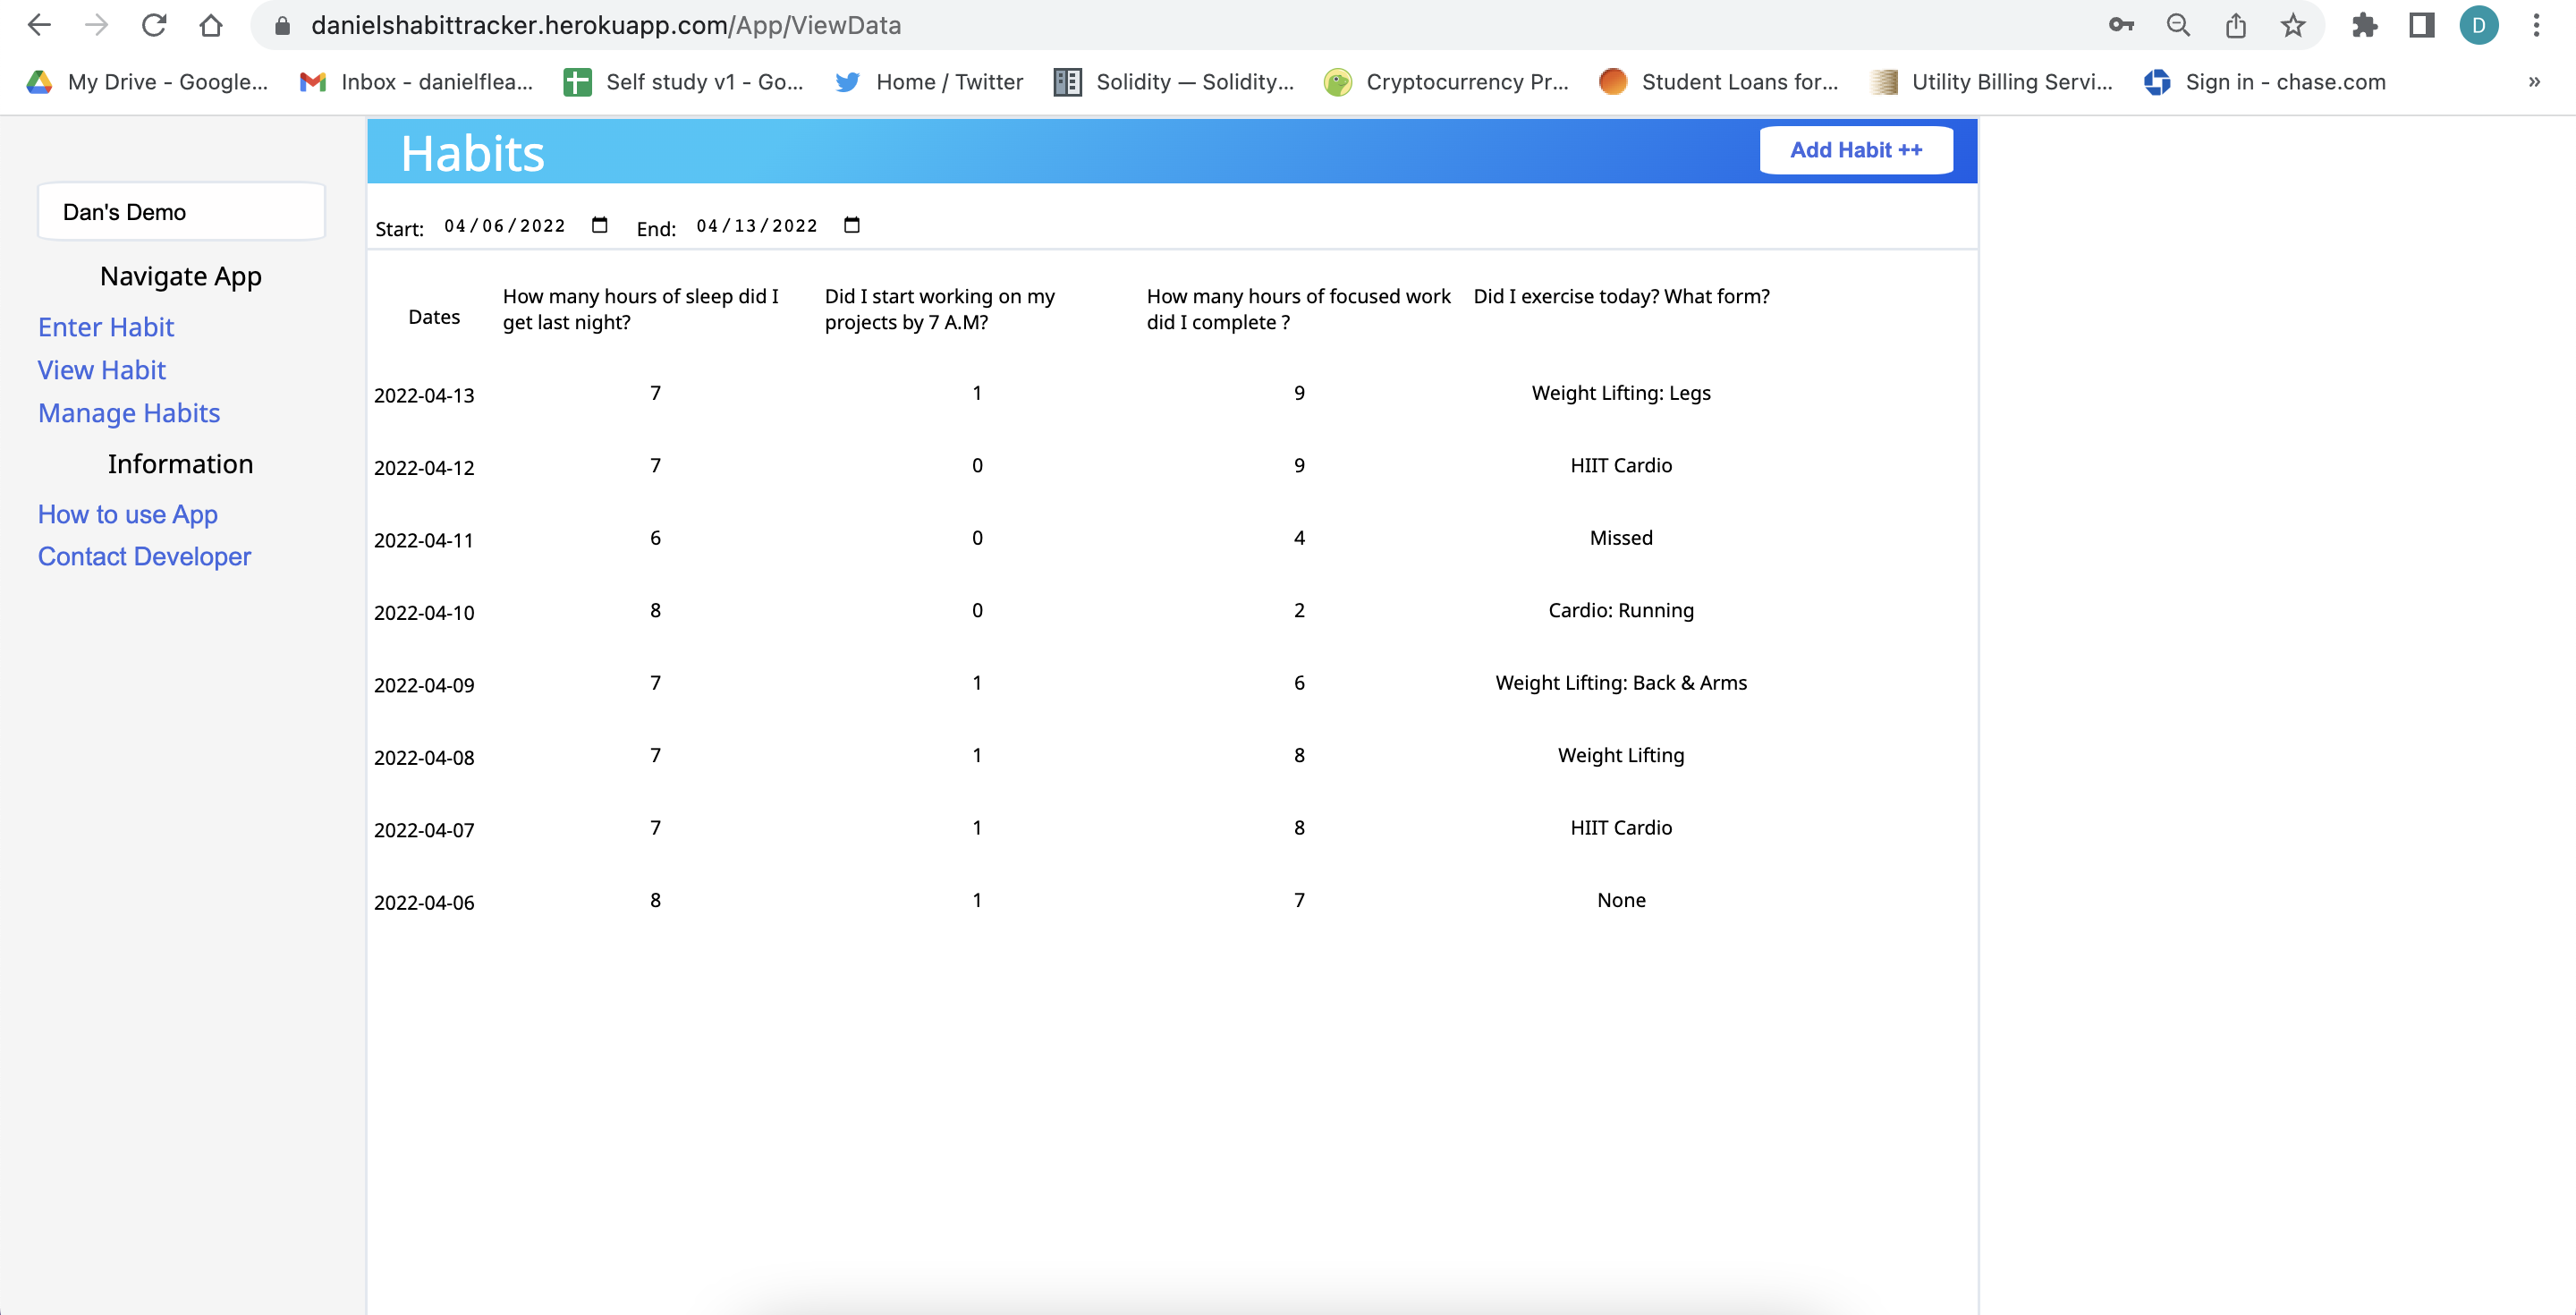 danielshabittracker.herokuapp.com/App/ViewData
D
My Drive - Google... Inbox - danielflea... Self study v1 - Go... Home / Twitter Solidity — Solidity... Cryptocurrency Pr... Student Loans for... Utility Billing Servi... Sign in - chase.com »
Habits
Add Habit ++
Dan's Demo
Navigate App
Enter Habit
View Habit
Manage Habits
Information
How to use App
Contact Developer
Start: 04/06/2022 End: 04/13/2022
Dates
How many hours of sleep did I
get last night?
Did I start working on my
projects by 7 A.M?
How many hours of focused work
did I complete ?
Did I exercise today? What form?
2022-04-13 7 1 9 Weight Lifting: Legs
2022-04-12 7 0 9 HIIT Cardio
2022-04-11 6 0 4 Missed
2022-04-10 8 0 2 Cardio: Running
2022-04-09 7 1 6 Weight Lifting: Back & Arms
2022-04-08 7 1 8 Weight Lifting
2022-04-07 7 1 8 HIIT Cardio
2022-04-06 8 1 7 None